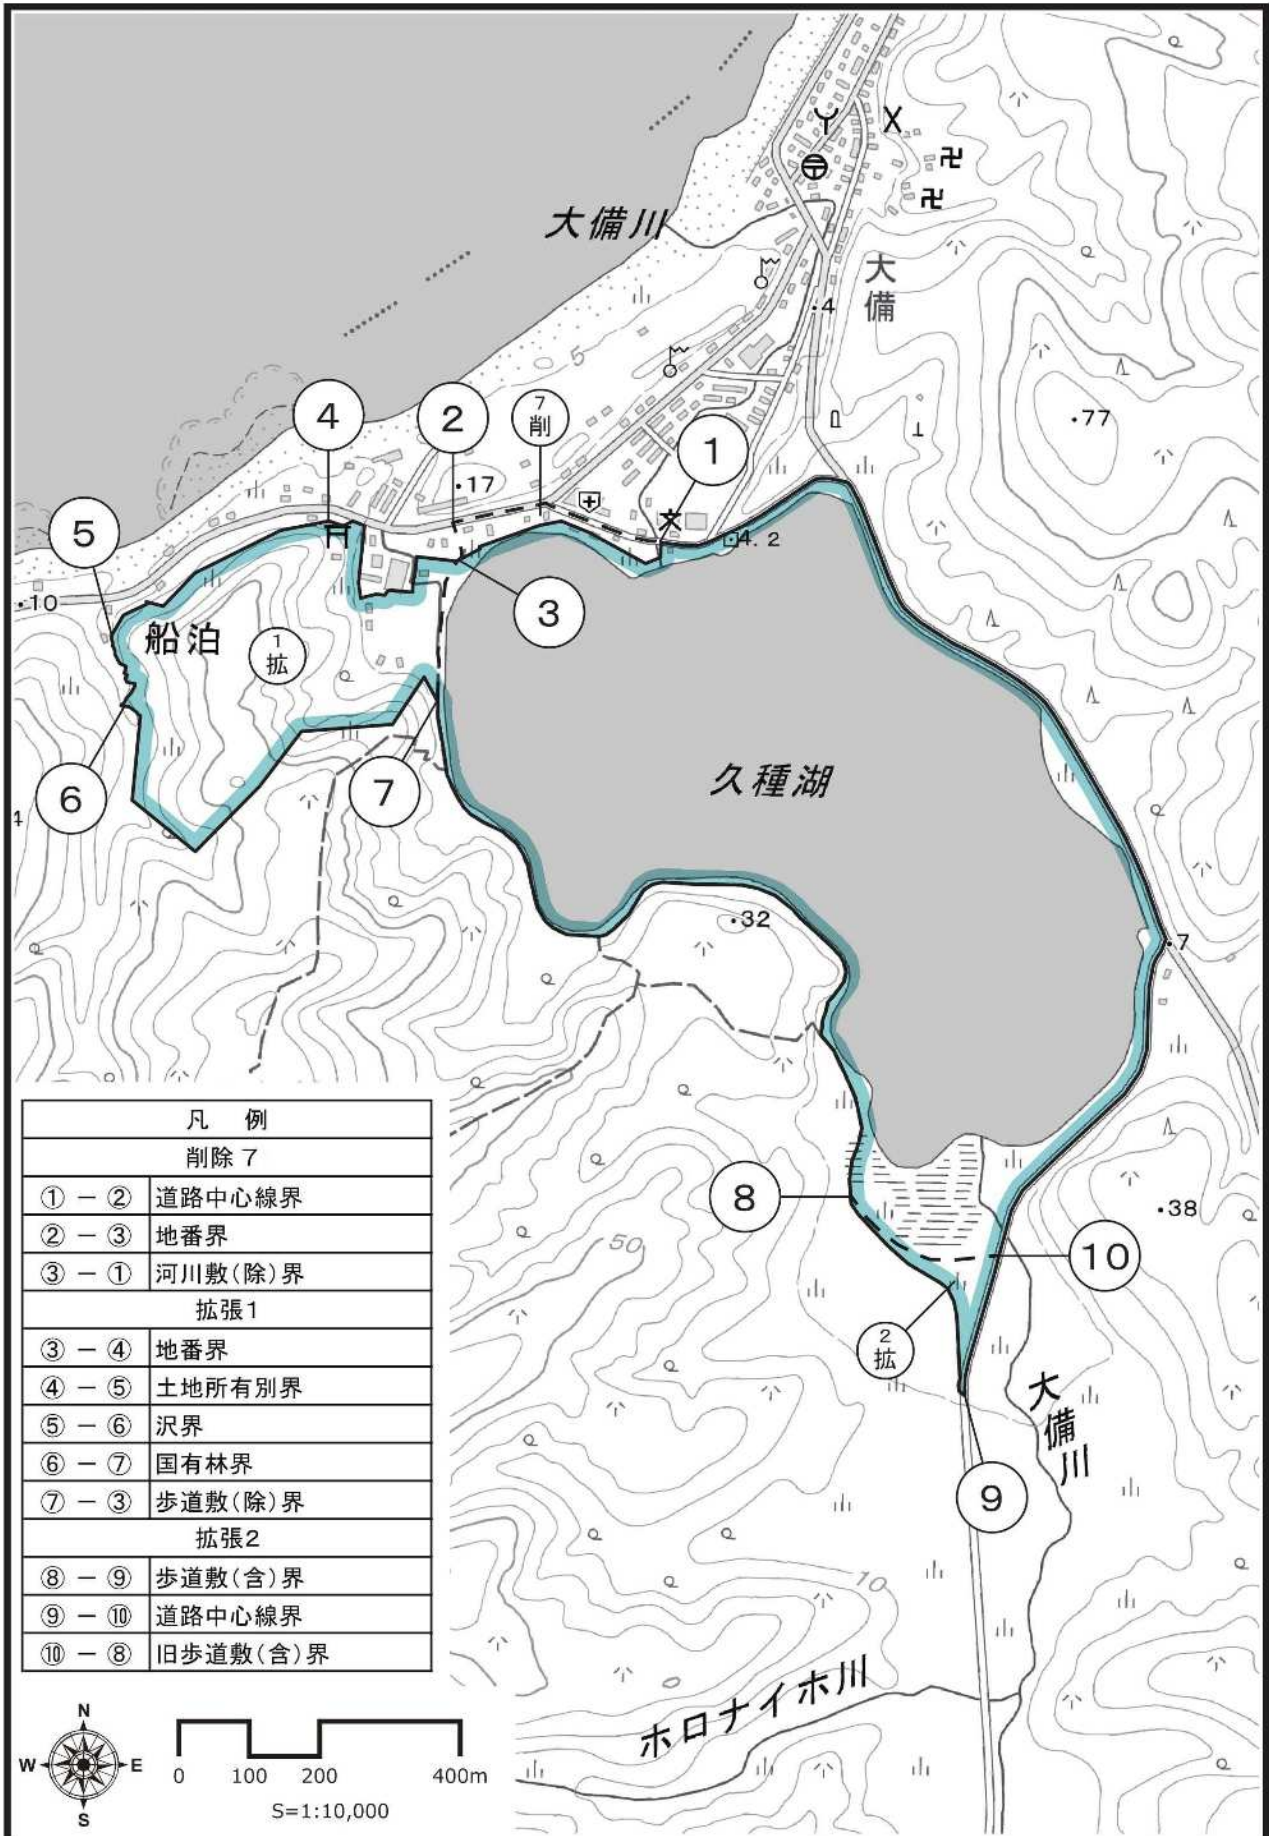 大備川
大備
4
5
77
④
②
7
削
①
17
⑤
4.2
10
③
船泊
1
拡
久種湖
⑥
⑦
32
7
凡 例
削除7
①－② 道路中心線界
②－③ 地番界
③－① 河川敷(除)界
拡張1
③－④ 地番界
④－⑤ 土地所有別界
⑤－⑥ 沢界
⑥－⑦ 国有林界
⑦－③ 歩道敷(除)界
拡張2
⑧－⑨ 歩道敷(含)界
⑨－⑩ 道路中心線界
⑩－⑧ 旧歩道敷(含)界
⑧
38
50
⑩
2
拡
大備川
⑨
10
ホロナイホ川
N
W E
S
0 100 200 400m
S=1:10,000